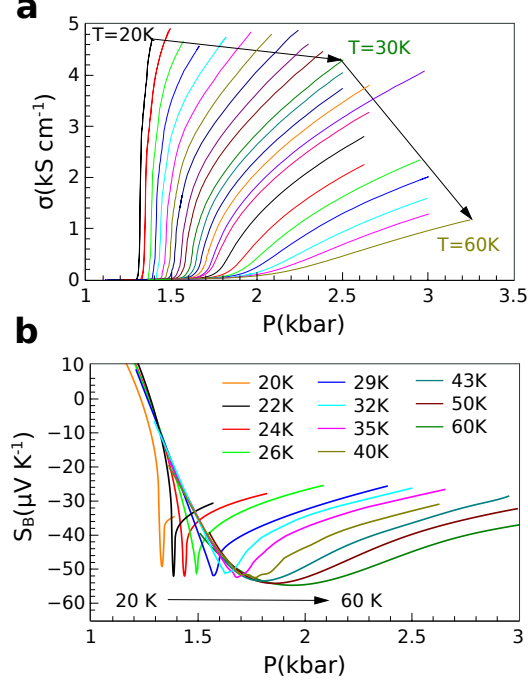 a
5
4
3
2
1
0
σ(kS cm⁻¹)
T=20K
T=30K
T=60K
1 1.5 2 2.5 3 3.5
P(kbar)
b
10
0
−10
−20
−30
−40
−50
−60
S_B(μV K⁻¹)
20K 29K 43K
22K 32K 50K
24K 35K 60K
26K 40K
20 K 60 K
1 1.5 2 2.5 3
P(kbar)